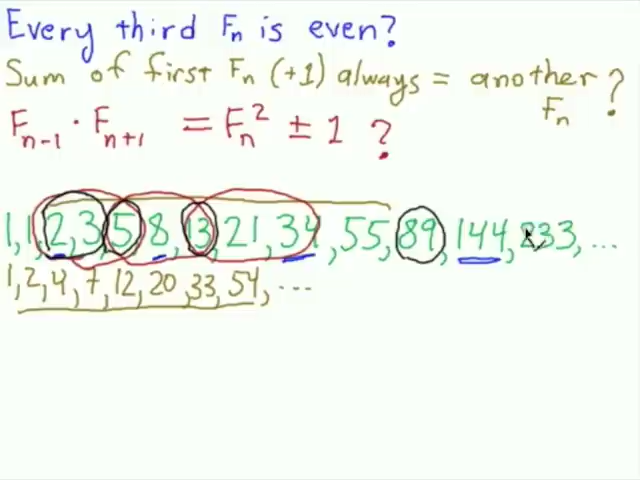 Every third Fn is even?
Sum of first Fn (+1) always = another Fn ?
Fn-1 · Fn+1 = Fn² ± 1 ?
1,1,2,3,5,8,13,21,34,55,89,144,233,...
1,2,4,7,12,20,33,54,...